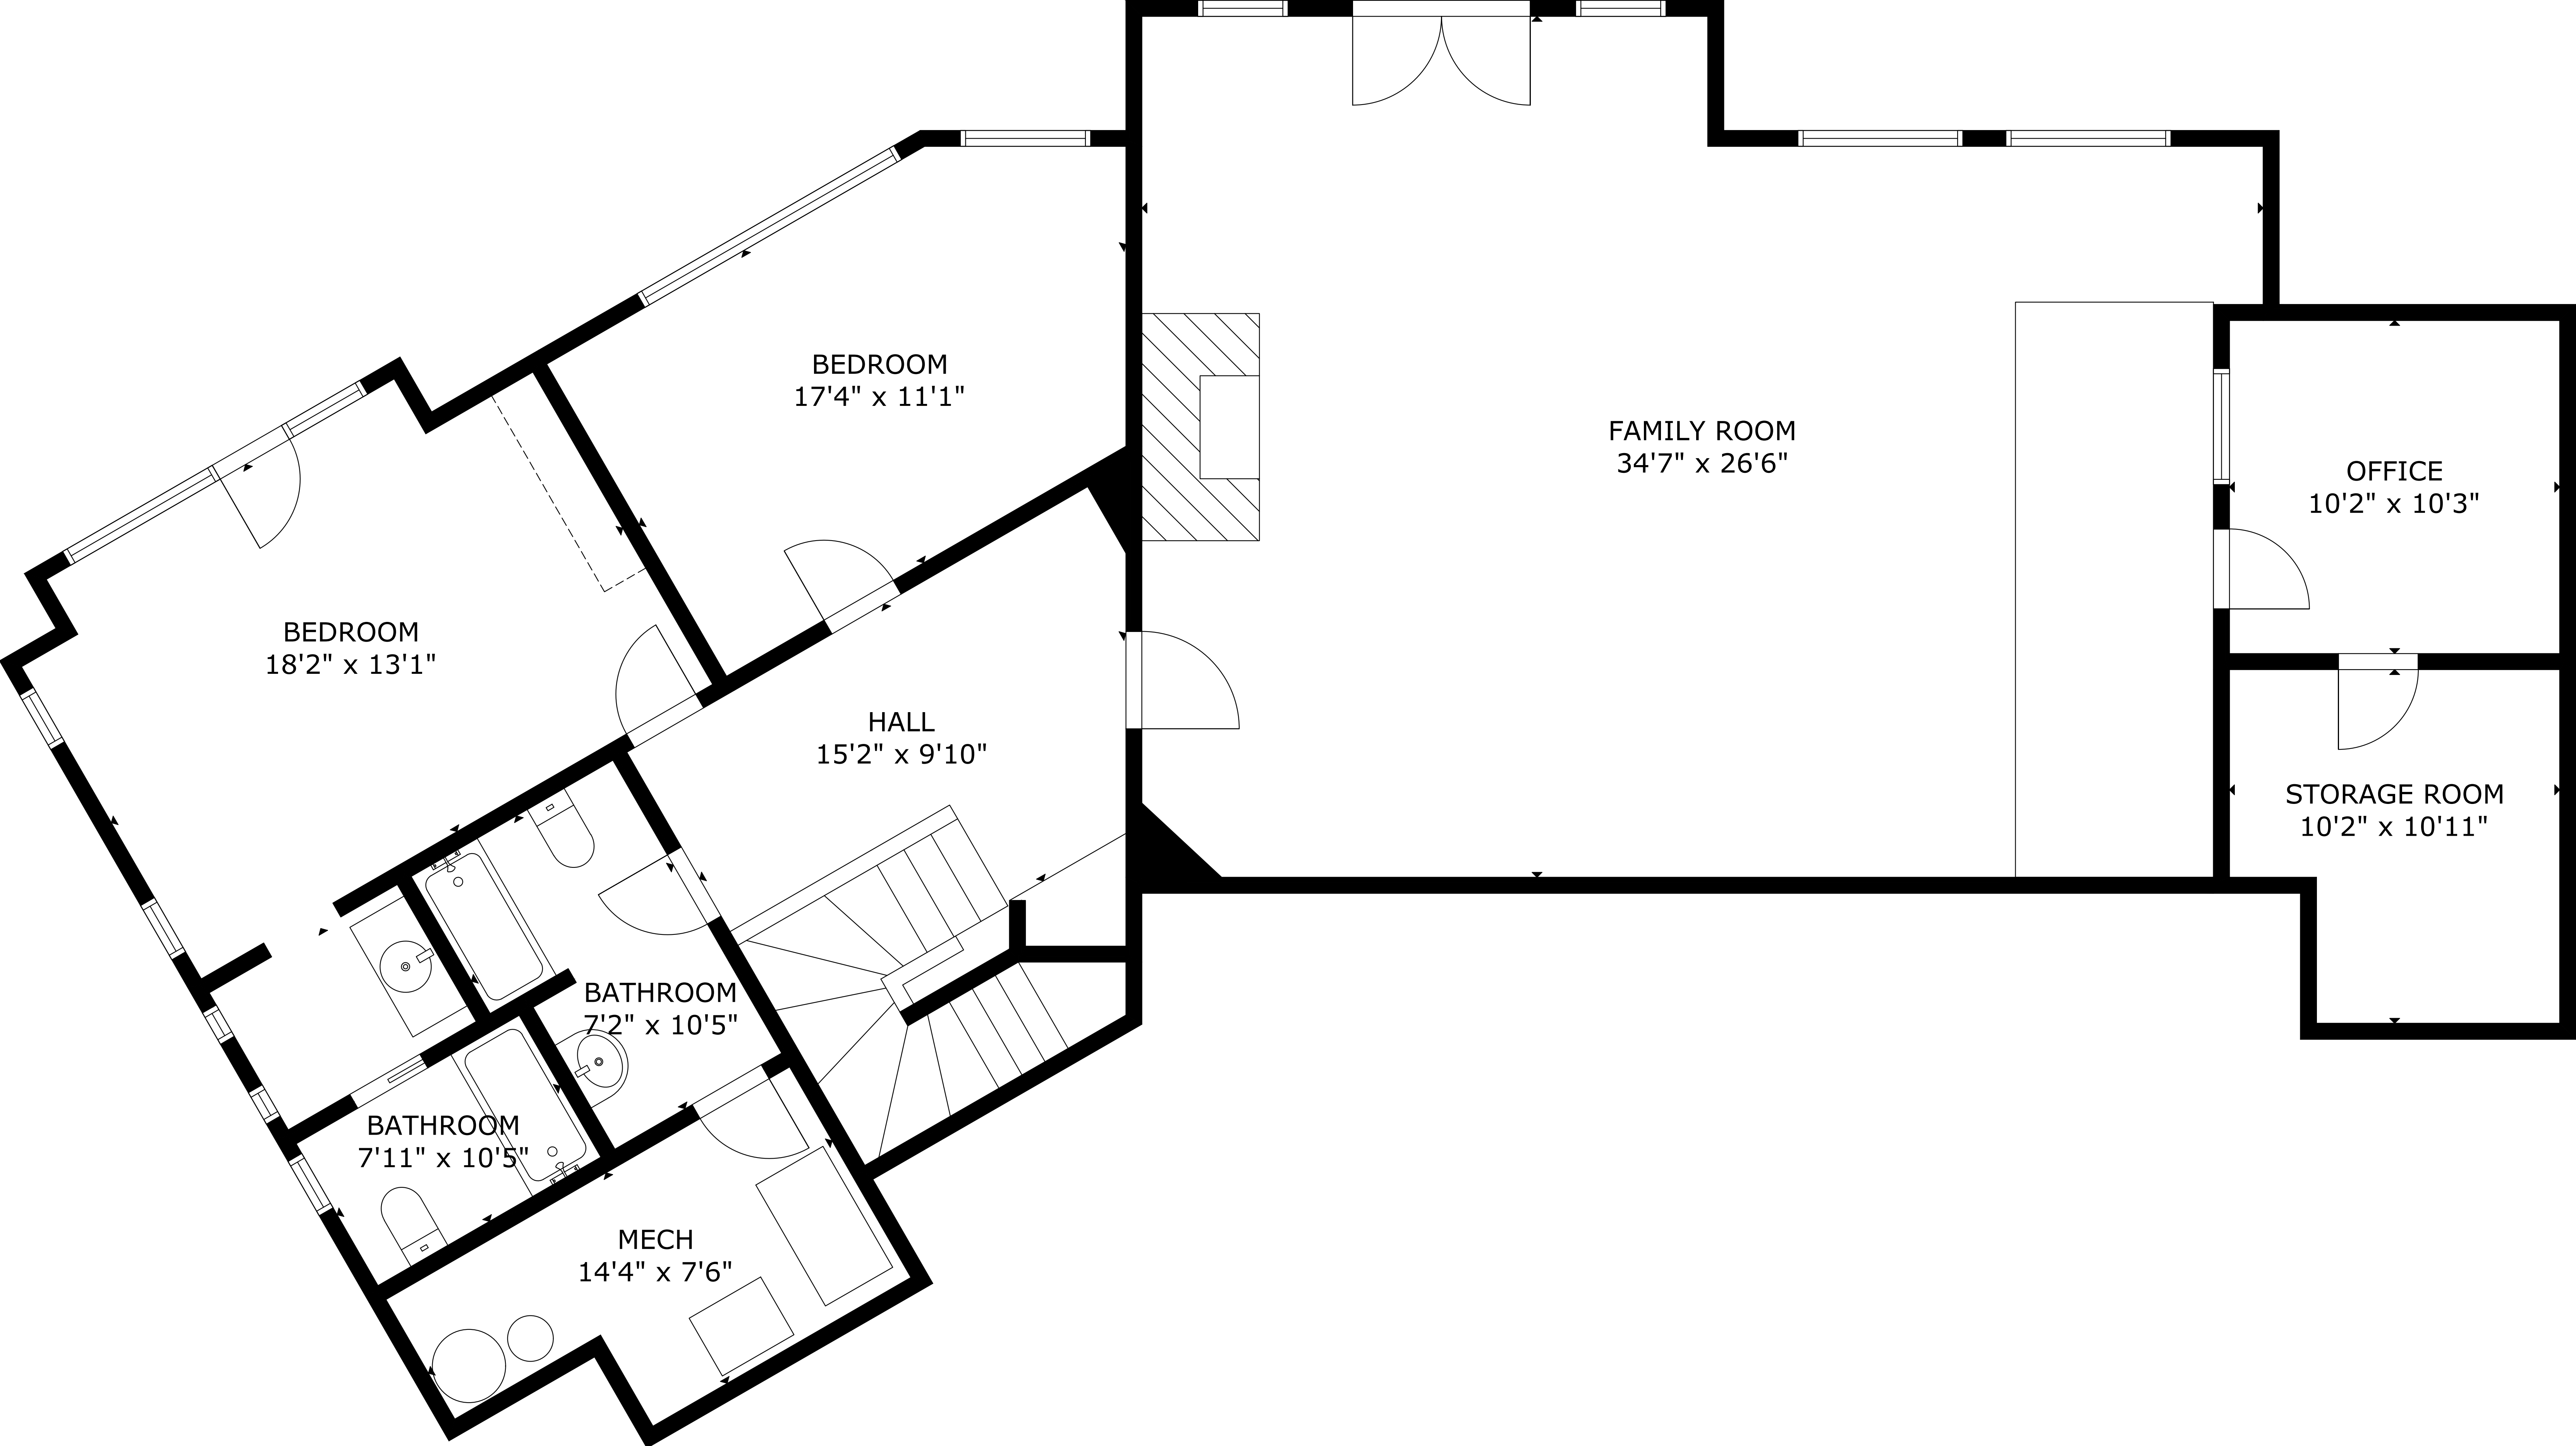 BEDROOM
17'4" x 11'1"
FAMILY ROOM
34'7" x 26'6"
OFFICE
10'2" x 10'3"
BEDROOM
18'2" x 13'1"
HALL
15'2" x 9'10"
STORAGE ROOM
10'2" x 10'11"
BATHROOM
7'2" x 10'5"
BATHROOM
7'11" x 10'5"
MECH
14'4" x 7'6"